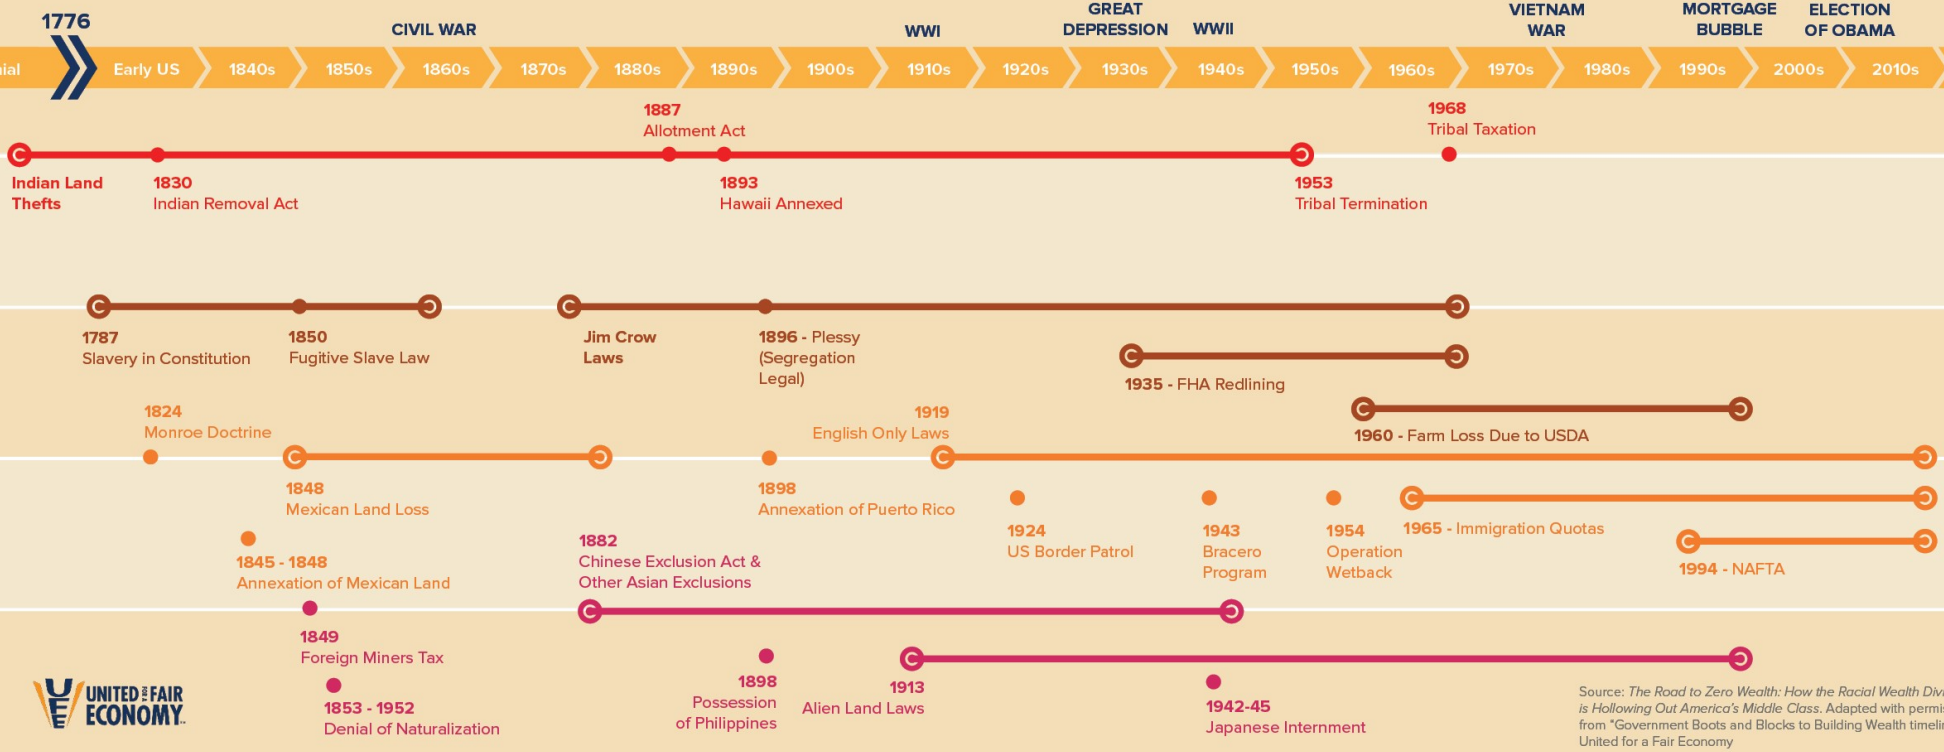 1776
CIVIL WAR
WWI
GREAT
DEPRESSION
WWII
VIETNAM
WAR
MORTGAGE
BUBBLE
ELECTION
OF OBAMA
ial
Early US
1840s
1850s
1860s
1870s
1880s
1890s
1900s
1910s
1920s
1930s
1940s
1950s
1960s
1970s
1980s
1990s
2000s
2010s
1887
Allotment Act
1968
Tribal Taxation
Indian Land
Thefts
1830
Indian Removal Act
1893
Hawaii Annexed
1953
Tribal Termination
1787
Slavery in Constitution
1850
Fugitive Slave Law
Jim Crow
Laws
1896 - Plessy
(Segregation
Legal)
1935 - FHA Redlining
1960 - Farm Loss Due to USDA
1824
Monroe Doctrine
1919
English Only Laws
1848
Mexican Land Loss
1898
Annexation of Puerto Rico
1924
US Border Patrol
1943
Bracero
Program
1954
Operation
Wetback
1965 - Immigration Quotas
1994 - NAFTA
1845 - 1848
Annexation of Mexican Land
1882
Chinese Exclusion Act &
Other Asian Exclusions
1849
Foreign Miners Tax
1853 - 1952
Denial of Naturalization
1898
Possession
of Philippines
1913
Alien Land Laws
1942-45
Japanese Internment
UFE
UNITED FOR A FAIR
ECONOMY
Source: The Road to Zero Wealth: How the Racial Wealth Divi
is Hollowing Out America's Middle Class. Adapted with permis
from "Government Boots and Blocks to Building Wealth timelin
United for a Fair Economy